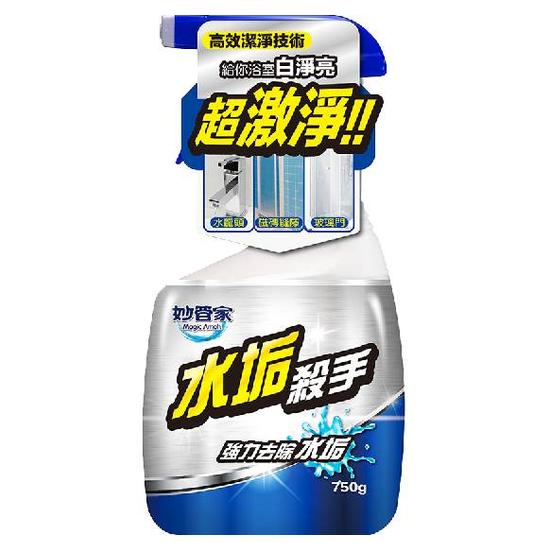 高效潔淨技術
給你浴室白淨亮
超激淨!!
水龍頭 磁磚縫隙 玻璃門
妙管家
Magic Amah
水垢殺手
強力去除水垢
750g